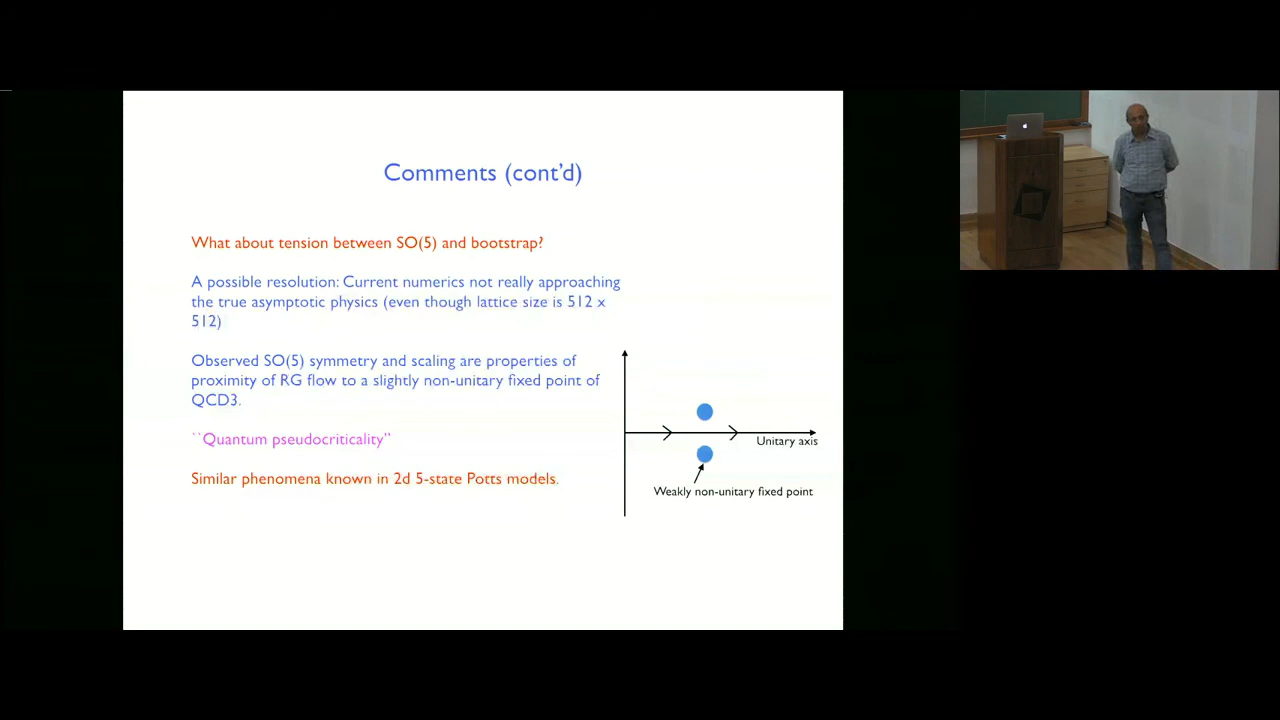 Comments (cont'd)
What about tension between SO(5) and bootstrap?
A possible resolution: Current numerics not really approaching
the true asymptotic physics (even though lattice size is 512 x
512)
Observed SO(5) symmetry and scaling are properties of
proximity of RG flow to a slightly non-unitary fixed point of
QCD3.
``Quantum pseudocriticality''
Similar phenomena known in 2d 5-state Potts models.
Unitary axis
Weakly non-unitary fixed point